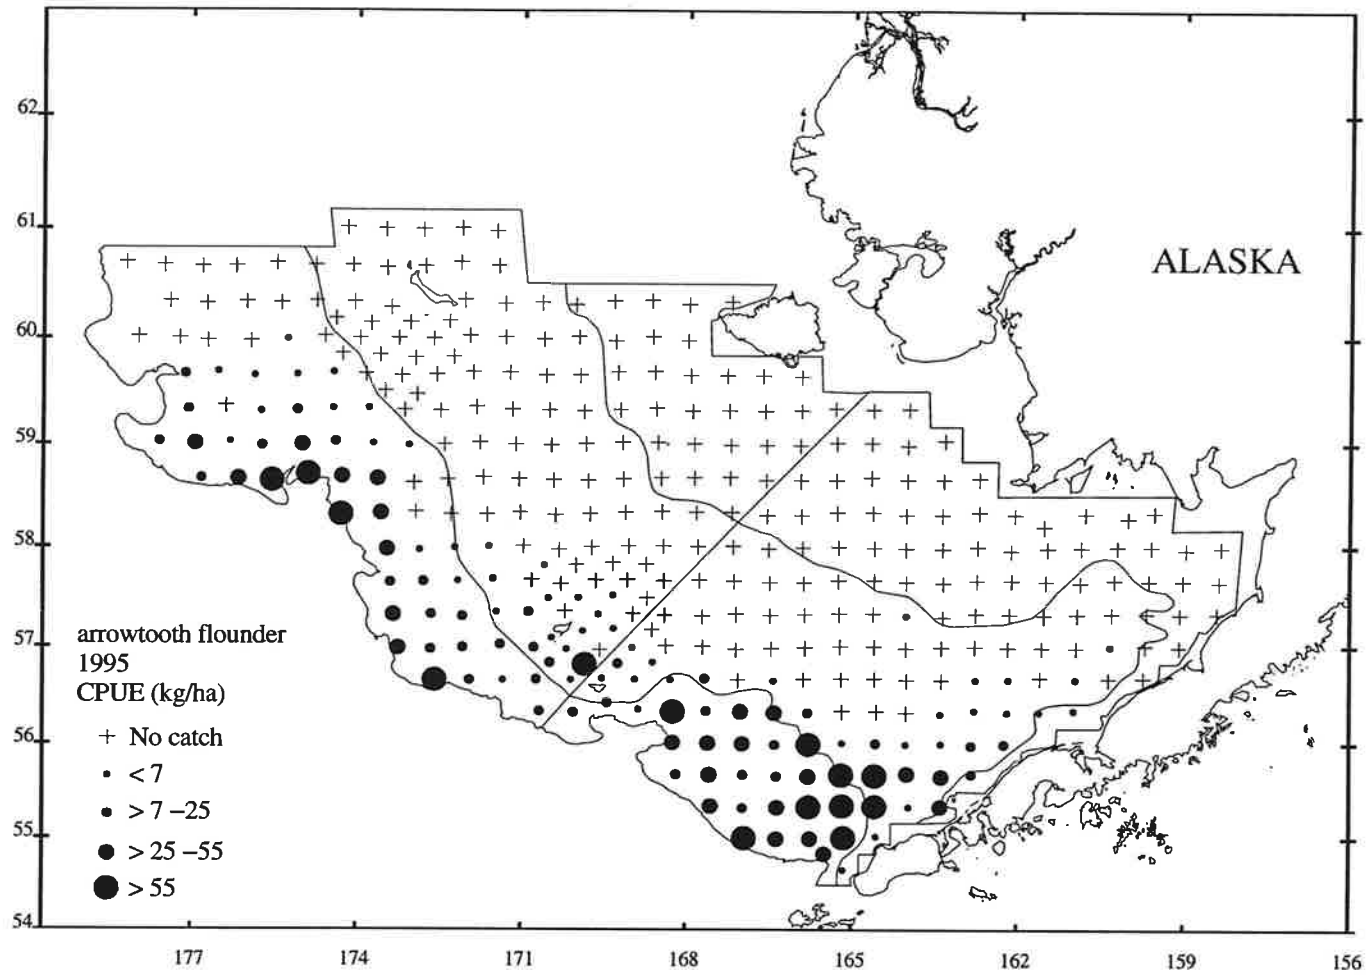 62
61
ALASKA
60
59
58
57
56
55
54
arrowtooth flounder
1995
CPUE (kg/ha)
+ No catch
< 7
> 7 –25
> 25 –55
> 55
177 174 171 168 165 162 159 156